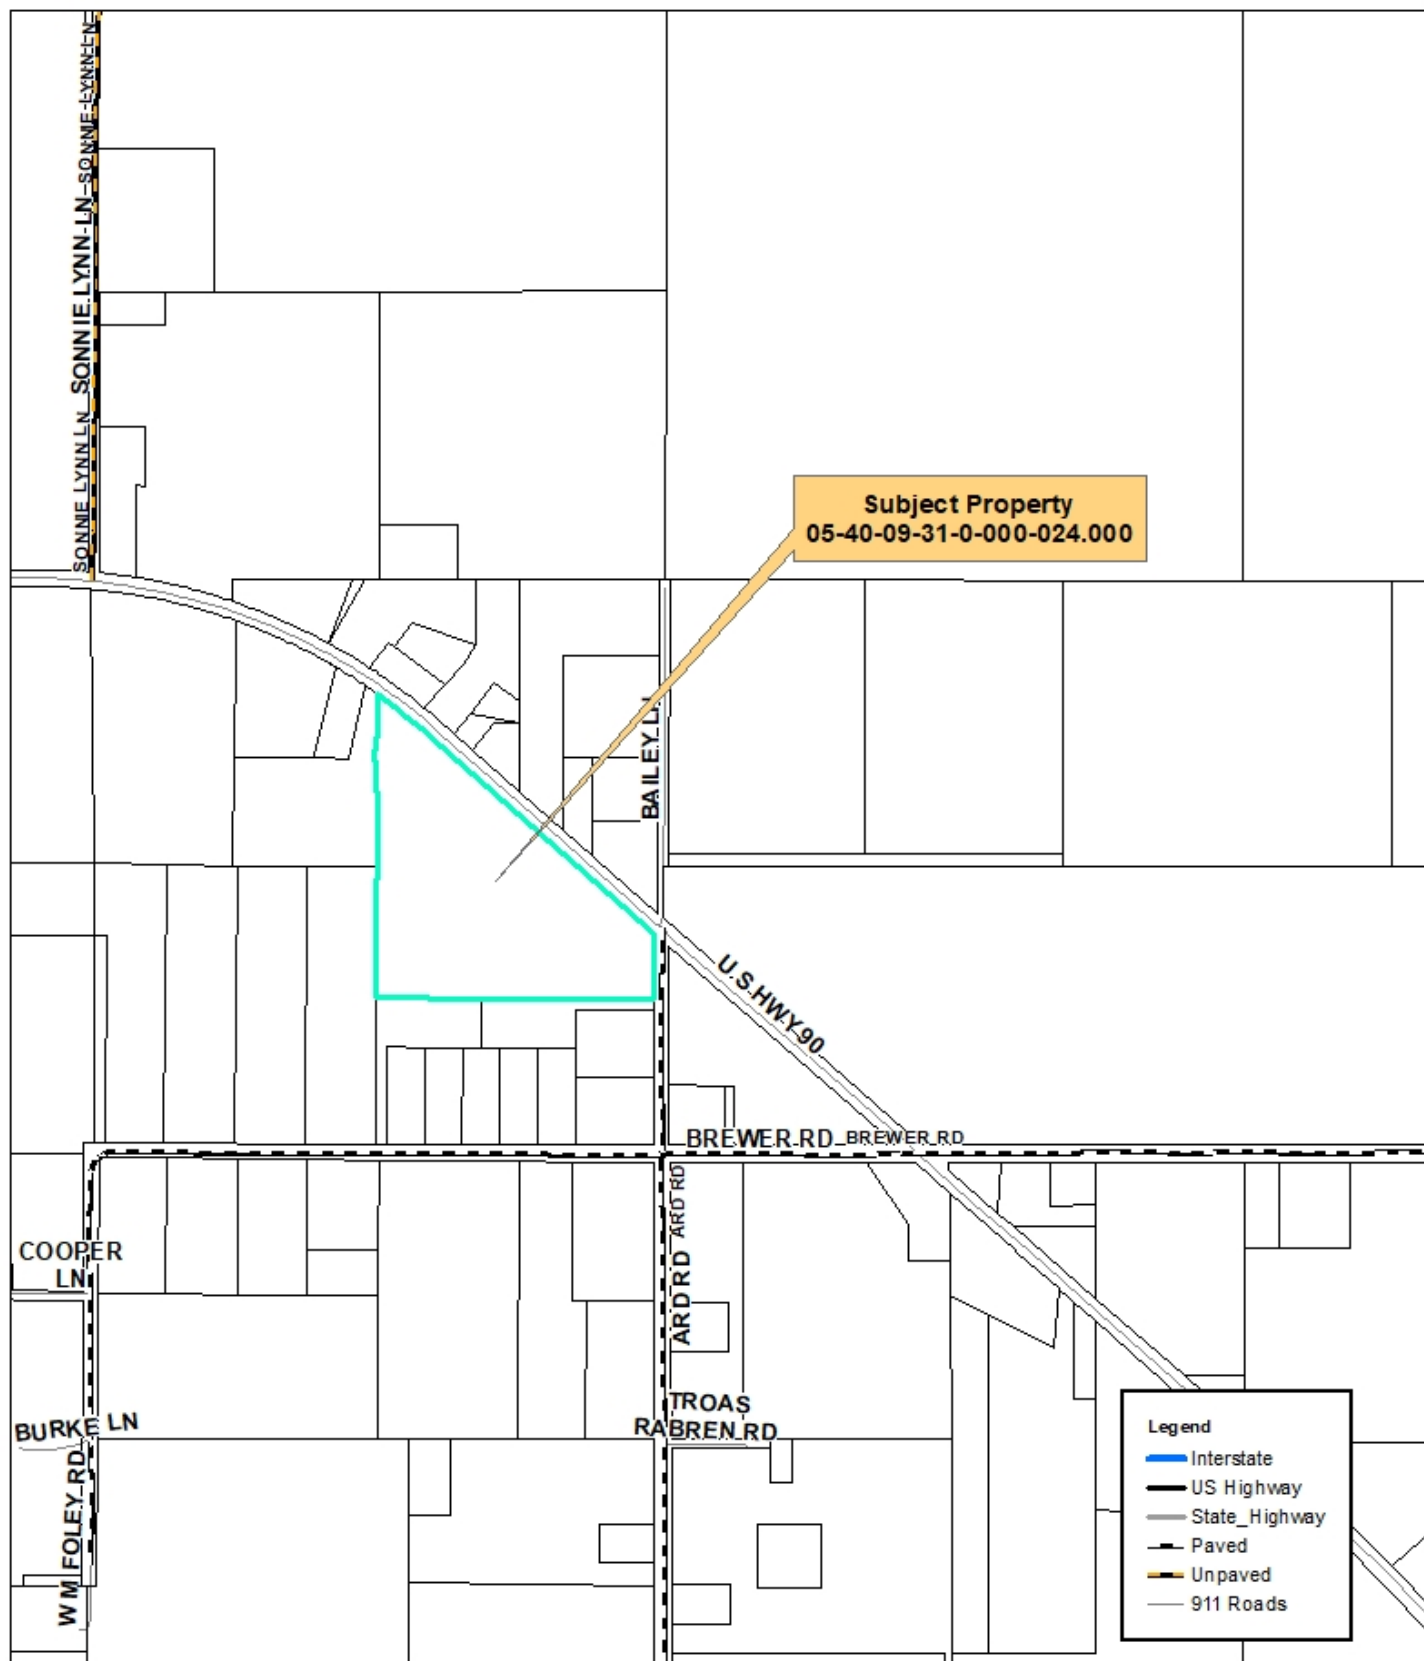 SONNIE LYNN LN
SONNIE LYNN LN
SONNIE LYNN LN
SONNIE LYNN LN
Subject Property
05-40-09-31-0-000-024.000
BAILEY LN
U.S HWY 90
BREWER RD
BREWER RD
ARD RD
ARD RD
COOPER
LN
TROAS
RABREN RD
BURKE LN
WM FOLEY RD
Legend
Interstate
US Highway
State_Highway
Paved
Unpaved
911 Roads